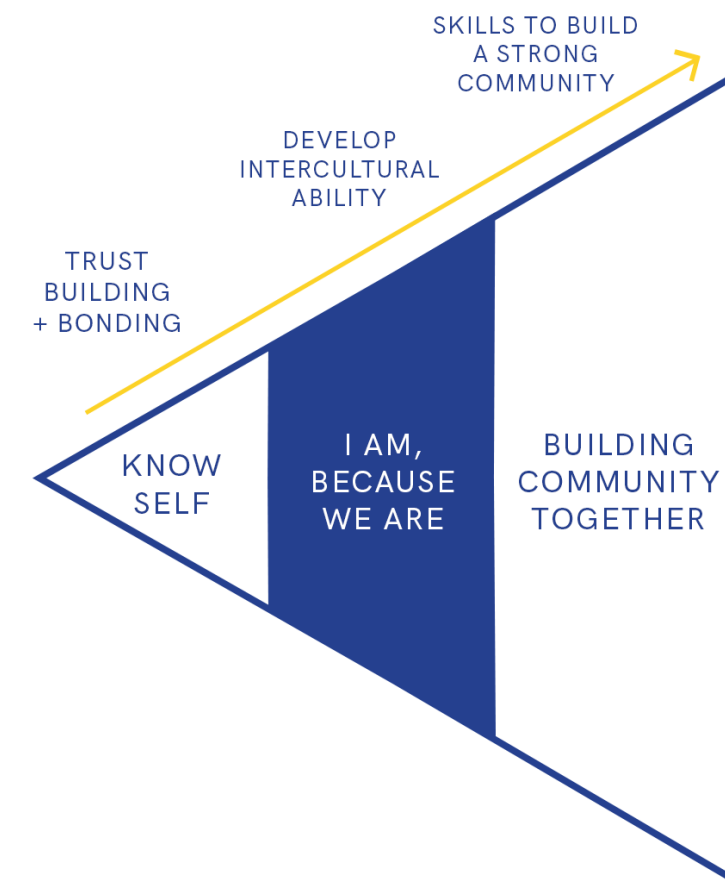 SKILLS TO BUILD
A STRONG
COMMUNITY
DEVELOP
INTERCULTURAL
ABILITY
TRUST
BUILDING
+ BONDING
KNOW
SELF
I AM,
BECAUSE
WE ARE
BUILDING
COMMUNITY
TOGETHER